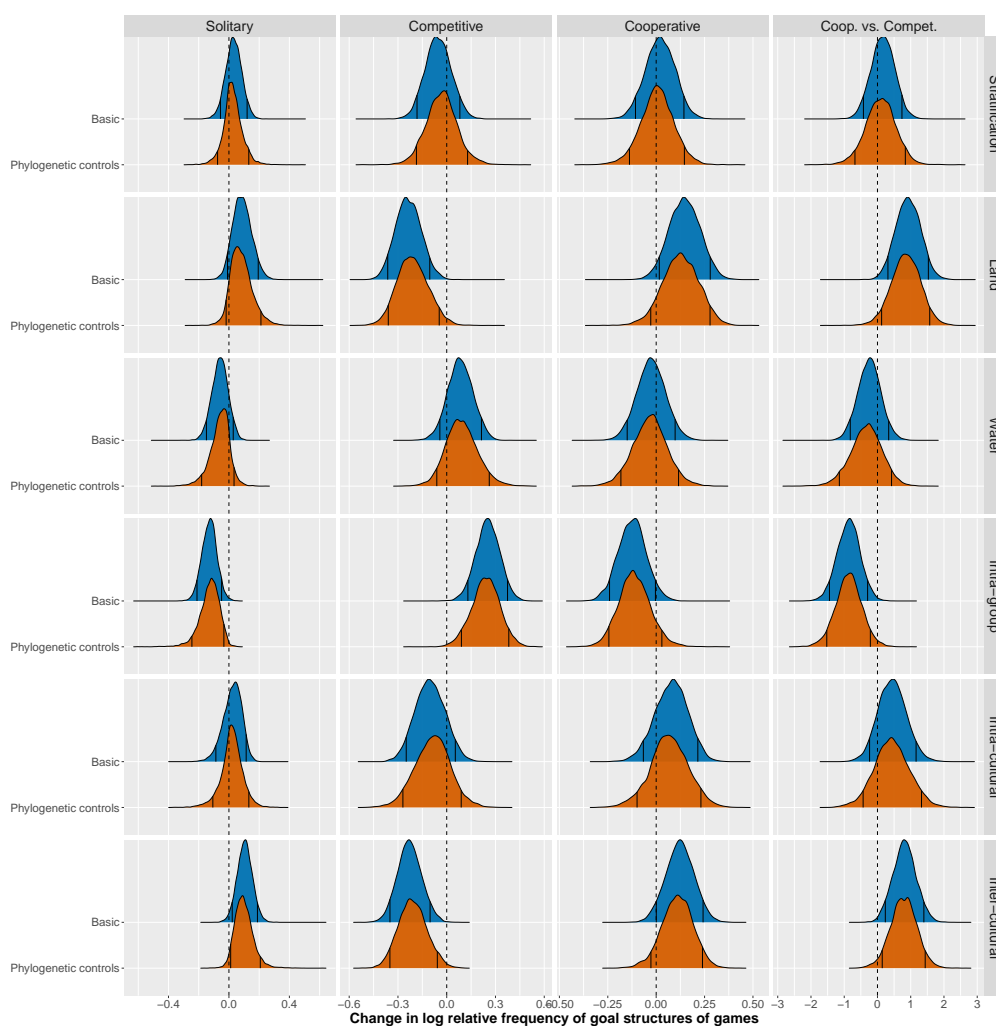 Solitary Competitive Cooperative Coop. vs. Compet.
Stratification
Basic
Phylogenetic controls
Land
Basic
Phylogenetic controls
Water
Basic
Phylogenetic controls
Intra-group
Basic
Phylogenetic controls
Intra-cultural
Basic
Phylogenetic controls
Inter-cultural
Basic
Phylogenetic controls
−0.4 0.0 0.4 −0.6 −0.3 0.0 0.3 0.6 −0.50 −0.25 0.00 0.25 0.50 −3 −2 −1 0 1 2 3
Change in log relative frequency of goal structures of games